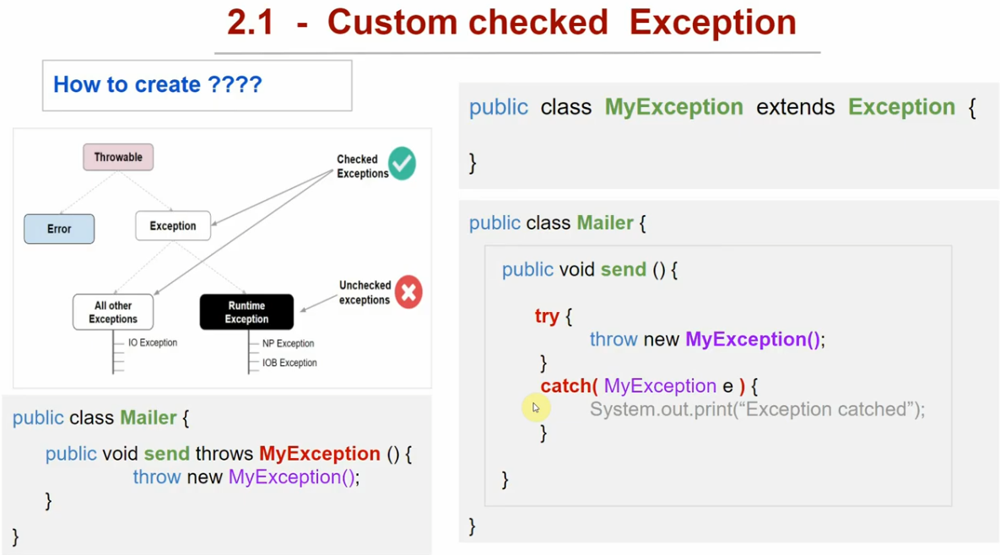 2.1 - Custom checked Exception
How to create ????
Throwable
Checked
Exceptions
Error
Exception
Unchecked
exceptions
All other
Exceptions
Runtime
Exception
IO Exception
NP Exception
IOB Exception
public class Mailer {
public void send throws MyException () {
throw new MyException();
}
}
public class MyException extends Exception {
}
public class Mailer {
public void send () {
try {
throw new MyException();
}
catch( MyException e ) {
System.out.print(“Exception catched”);
}
}
}